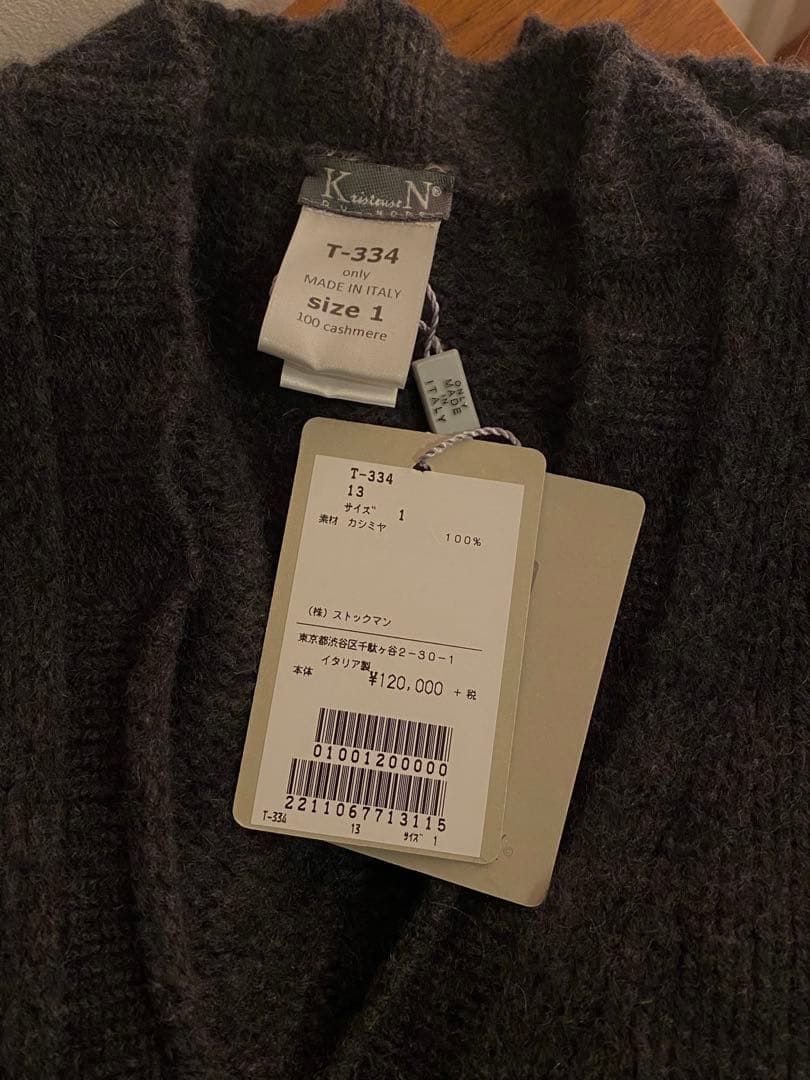 KristensN®
DU NORD
T-334
only
MADE IN ITALY
size 1
100 cashmere
ONLY
MADE
IN
ITALY
T-334
13
サイズ 1
素材 カシミヤ
100%
(株) ストックマン
東京都渋谷区千駄ヶ谷2-30-1
イタリア製
本体 ¥120,000 +税
01001200000
2211067713115
T-334 13 サイズ 1
©